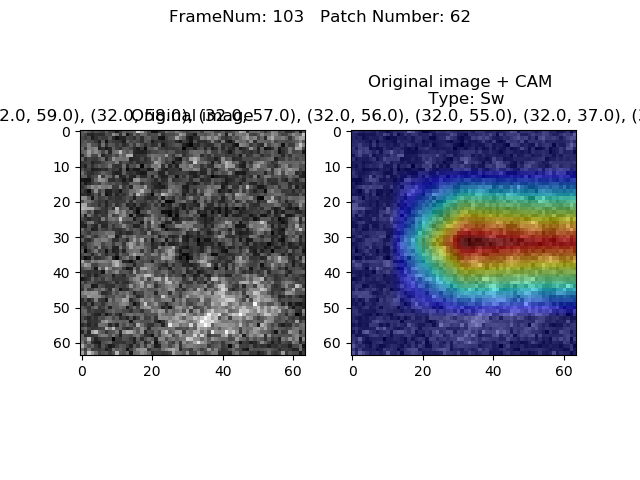 FrameNum: 103   Patch Number: 62
Original image + CAM
Type: Sw
2.0, 59.0), (32.0, 58.0), (32.0, 57.0), (32.0, 56.0), (32.0, 55.0), (32.0, 37.0), (3
Original image
0
10
20
30
40
50
60
0 20 40 60
0
10
20
30
40
50
60
0 20 40 60